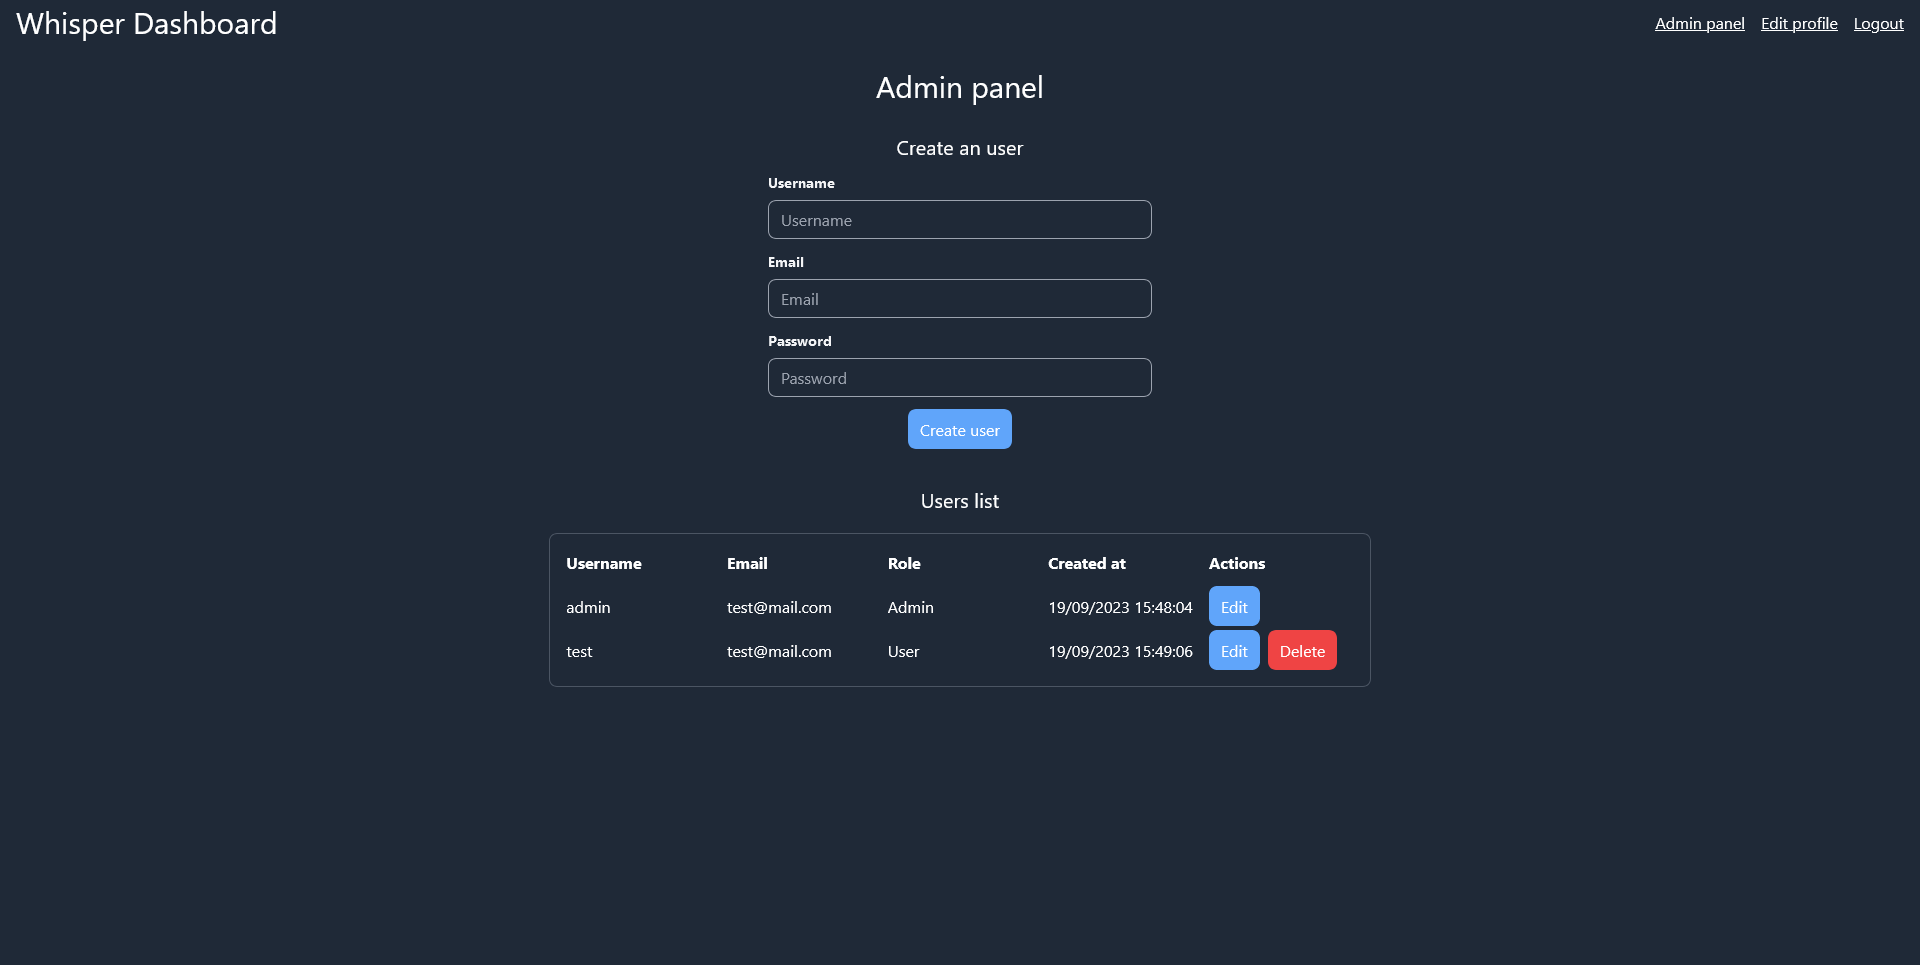 Whisper Dashboard Admin panel Edit profile Logout
Admin panel
Create an user
Username
Username
Email
Email
Password
Password
Create user
Users list
Username Email Role Created at Actions
admin test@mail.com Admin 19/09/2023 15:48:04 Edit
test test@mail.com User 19/09/2023 15:49:06 Edit Delete